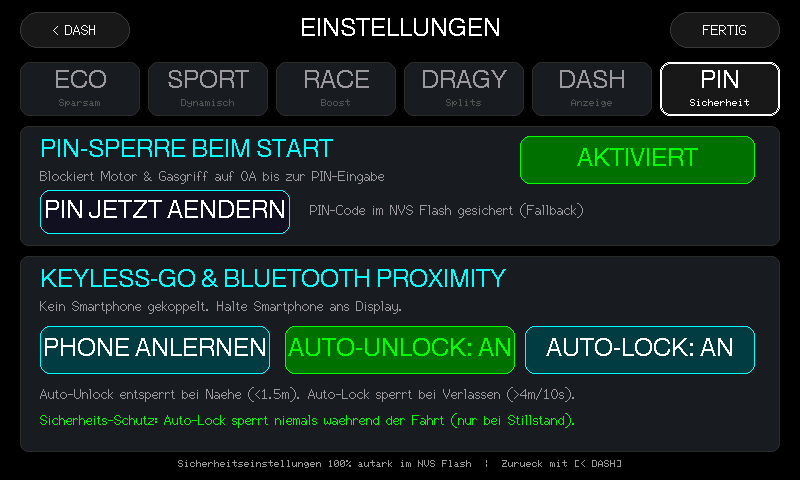 < DASH
EINSTELLUNGEN
FERTIG
ECO
Sparsam
SPORT
Dynamisch
RACE
Boost
DRAGY
Splits
DASH
Anzeige
PIN
Sicherheit
PIN-SPERRE BEIM START
Blockiert Motor & Gasgriff auf 0A bis zur PIN-Eingabe
AKTIVIERT
PIN JETZT AENDERN
PIN-Code im NVS Flash gesichert (Fallback)
KEYLESS-GO & BLUETOOTH PROXIMITY
Kein Smartphone gekoppelt. Halte Smartphone ans Display.
PHONE ANLERNEN
AUTO-UNLOCK: AN
AUTO-LOCK: AN
Auto-Unlock entsperrt bei Naehe (<1.5m). Auto-Lock sperrt bei Verlassen (>4m/10s).
Sicherheits-Schutz: Auto-Lock sperrt niemals waehrend der Fahrt (nur bei Stillstand).
Sicherheitseinstellungen 100% autark im NVS Flash | Zurueck mit [< DASH]